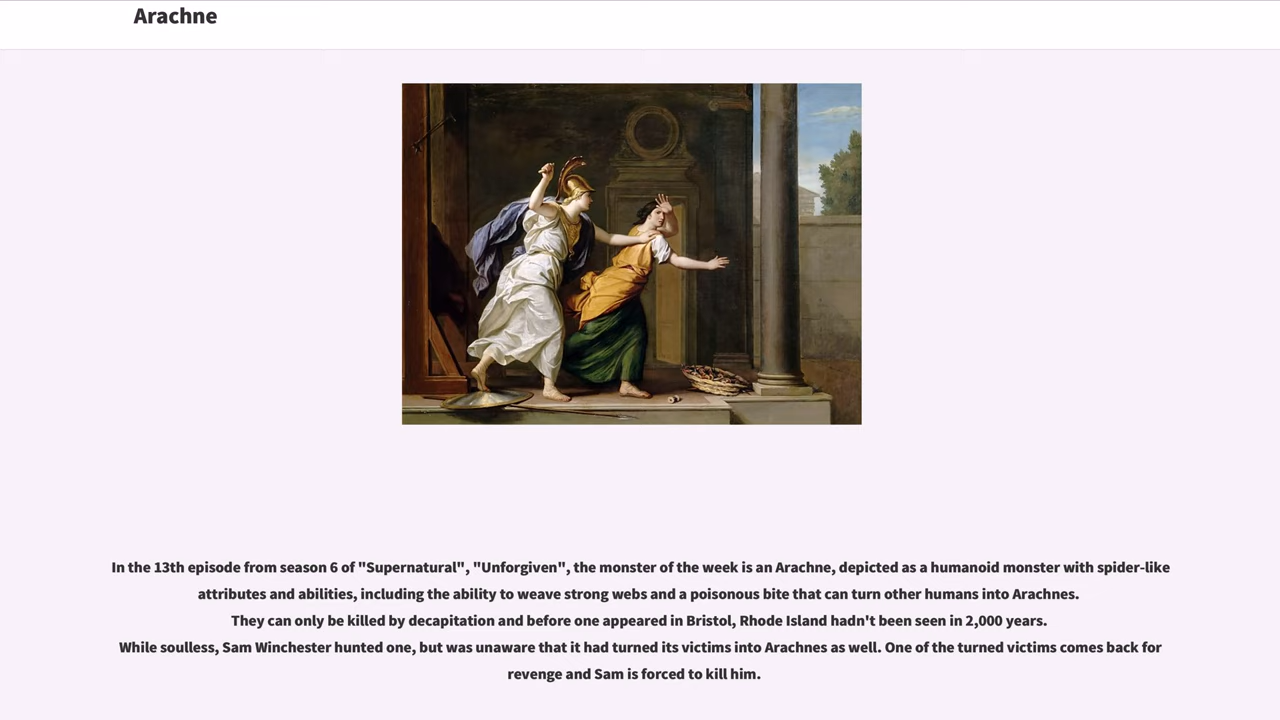 Arachne
In the 13th episode from season 6 of "Supernatural", "Unforgiven", the monster of the week is an Arachne, depicted as a humanoid monster with spider-like
attributes and abilities, including the ability to weave strong webs and a poisonous bite that can turn other humans into Arachnes.
They can only be killed by decapitation and before one appeared in Bristol, Rhode Island hadn't been seen in 2,000 years.
While soulless, Sam Winchester hunted one, but was unaware that it had turned its victims into Arachnes as well. One of the turned victims comes back for
revenge and Sam is forced to kill him.